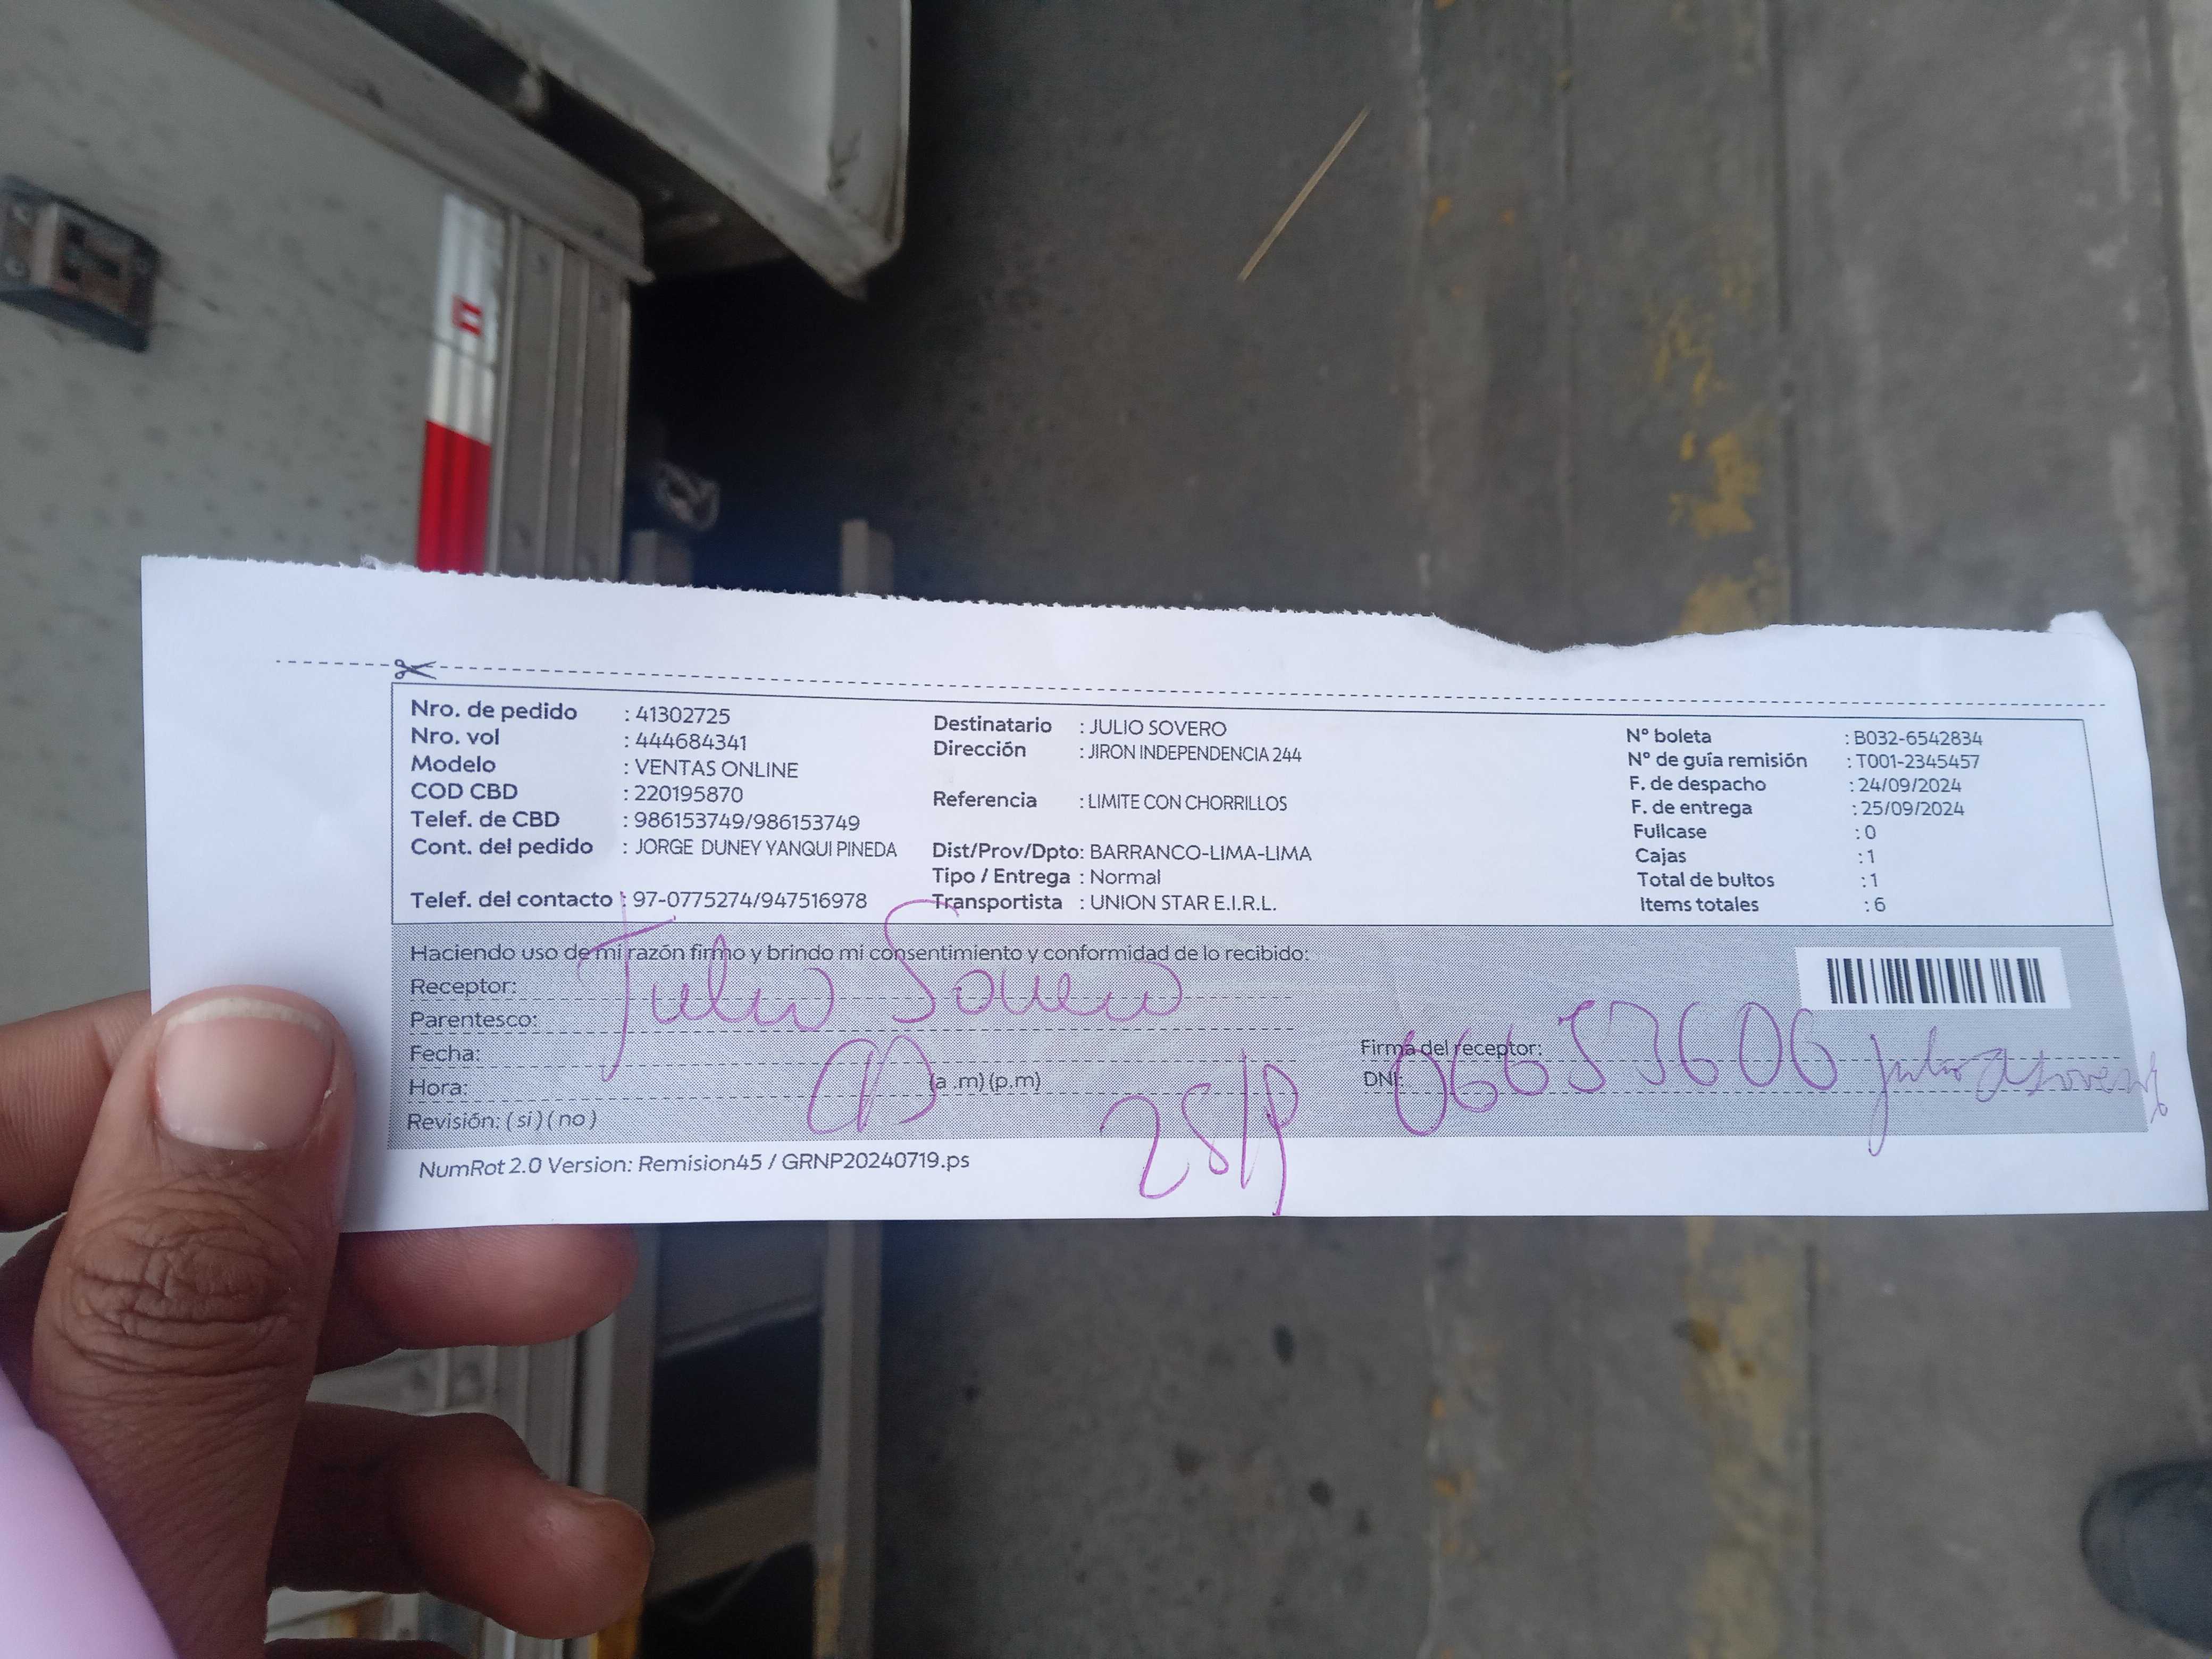 Nro. de pedido : 41302725
Nro. vol : 444684341
Modelo : VENTAS ONLINE
COD CBD : 220195870
Telef. de CBD : 986153749/986153749
Cont. del pedido : JORGE DUNEY YANQUI PINEDA
Telef. del contacto : 97-0775274/947516978
Destinatario : JULIO SOVERO
Dirección : JIRON INDEPENDENCIA 244
Referencia : LIMITE CON CHORRILLOS
Dist/Prov/Dpto: BARRANCO-LIMA-LIMA
Tipo / Entrega : Normal
Transportista : UNION STAR E.I.R.L.
N° boleta : B032-6542834
N° de guía remisión : T001-2345457
F. de despacho : 24/09/2024
F. de entrega : 25/09/2024
Fullcase : 0
Cajas : 1
Total de bultos : 1
Items totales : 6
Haciendo uso de mi razón firmo y brindo mi consentimiento y conformidad de lo recibido:
Receptor: Julio Sovero
Parentesco:
Fecha:
Hora: (a .m) (p.m)
Revisión: ( si ) ( no )
25/9
Firma del receptor:
DNI: 06653606
NumRot 2.0 Version: Remision45 / GRNP20240719.ps